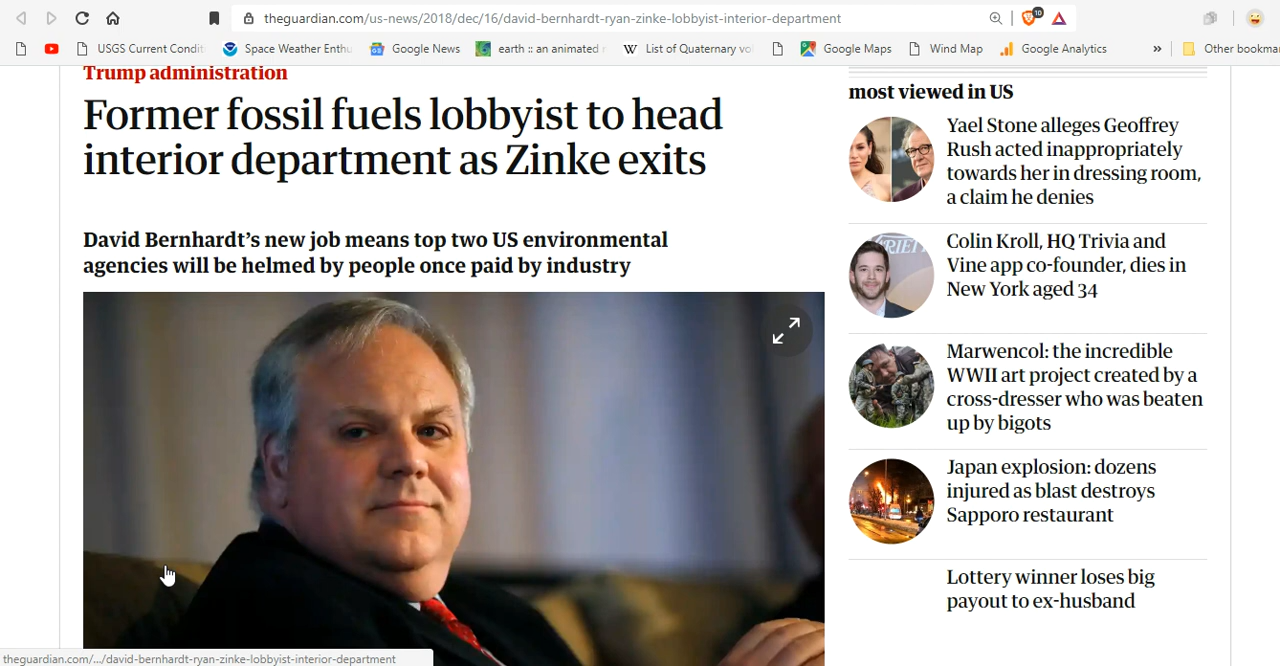 theguardian.com/us-news/2018/dec/16/david-bernhardt-ryan-zinke-lobbyist-interior-department
10
USGS Current Condit
Space Weather Enthu
Google News
earth :: an animated
List of Quaternary vo
Google Maps
Wind Map
Google Analytics
»
Other bookma
Trump administration
Former fossil fuels lobbyist to head
interior department as Zinke exits
David Bernhardt’s new job means top two US environmental
agencies will be helmed by people once paid by industry
most viewed in US
Yael Stone alleges Geoffrey
Rush acted inappropriately
towards her in dressing room,
a claim he denies
Colin Kroll, HQ Trivia and
Vine app co-founder, dies in
New York aged 34
Marwencol: the incredible
WWII art project created by a
cross-dresser who was beaten
up by bigots
Japan explosion: dozens
injured as blast destroys
Sapporo restaurant
Lottery winner loses big
payout to ex-husband
theguardian.com/.../david-bernhardt-ryan-zinke-lobbyist-interior-department